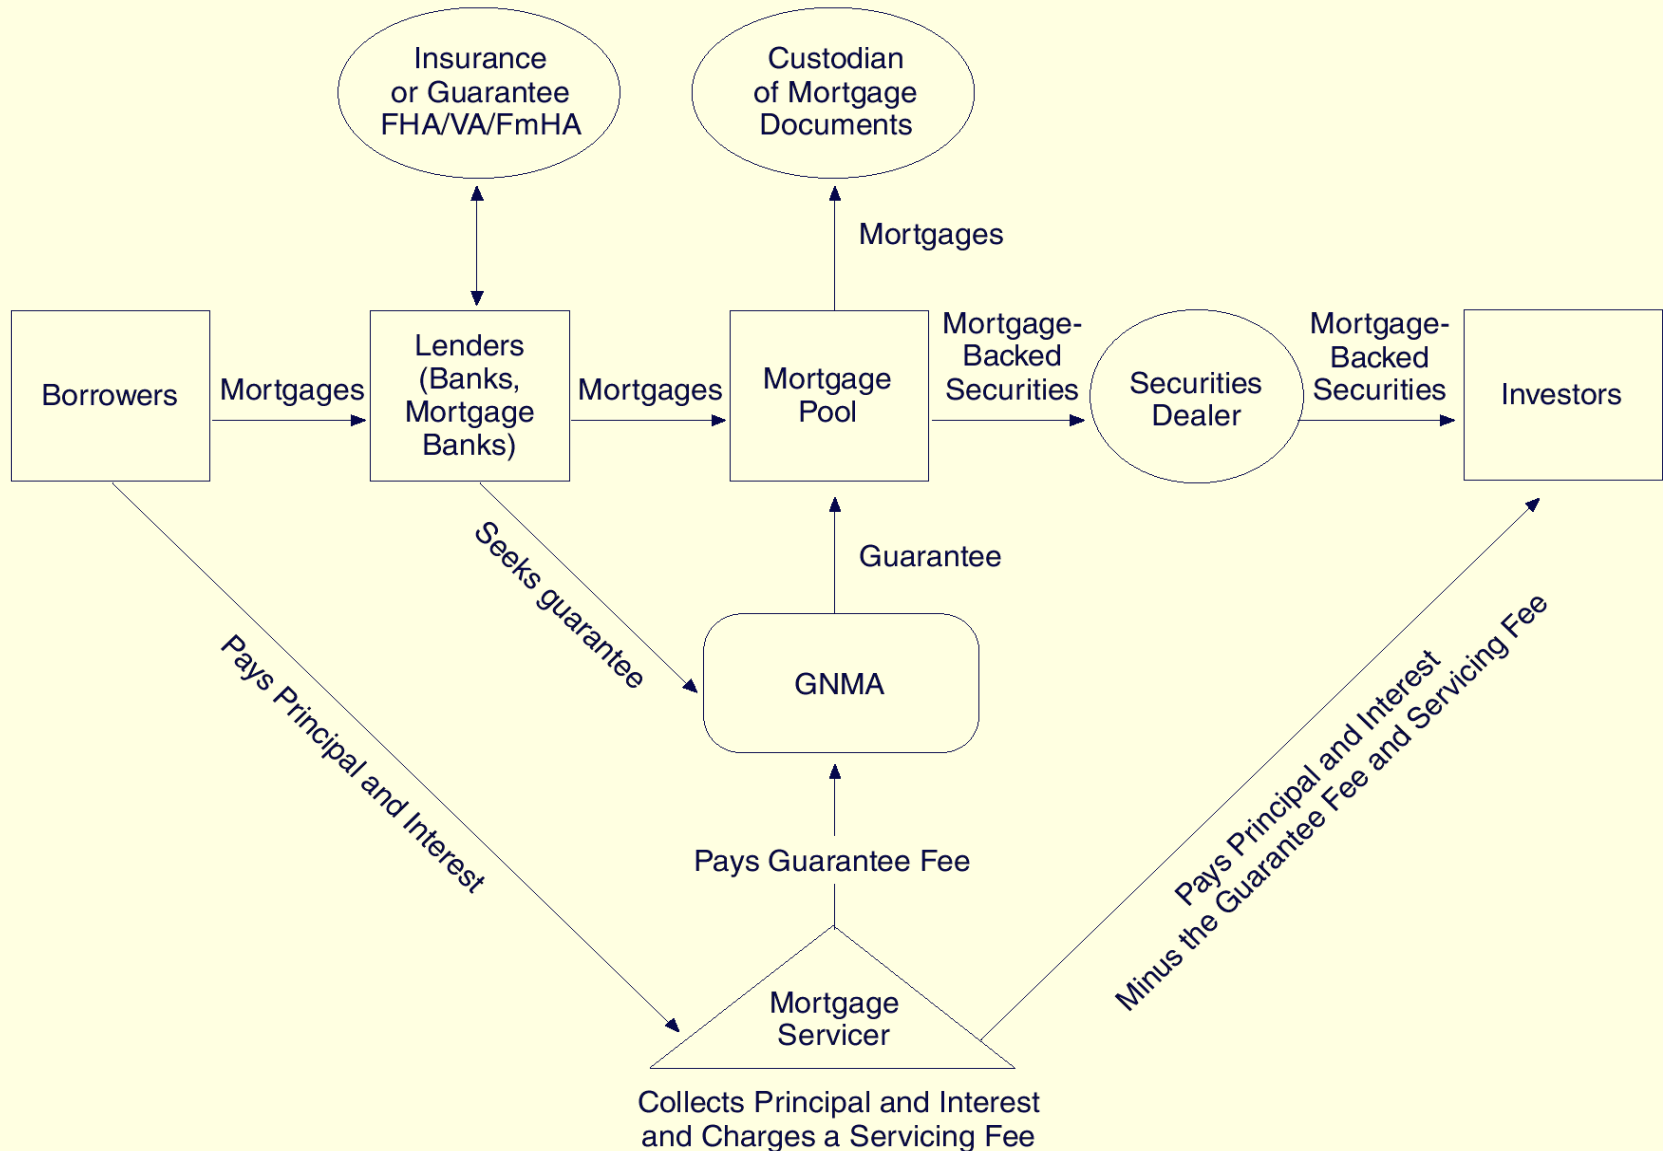 Insurance
or Guarantee
FHA/VA/FmHA
Custodian
of Mortgage
Documents
Mortgages
Borrowers
Mortgages
Lenders
(Banks,
Mortgage
Banks)
Mortgages
Mortgage
Pool
Mortgage-
Backed
Securities
Securities
Dealer
Mortgage-
Backed
Securities
Investors
Seeks guarantee
Guarantee
GNMA
Pays Principal and Interest
Pays Guarantee Fee
Pays Principal and Interest
Minus the Guarantee Fee and Servicing Fee
Mortgage
Servicer
Collects Principal and Interest
and Charges a Servicing Fee